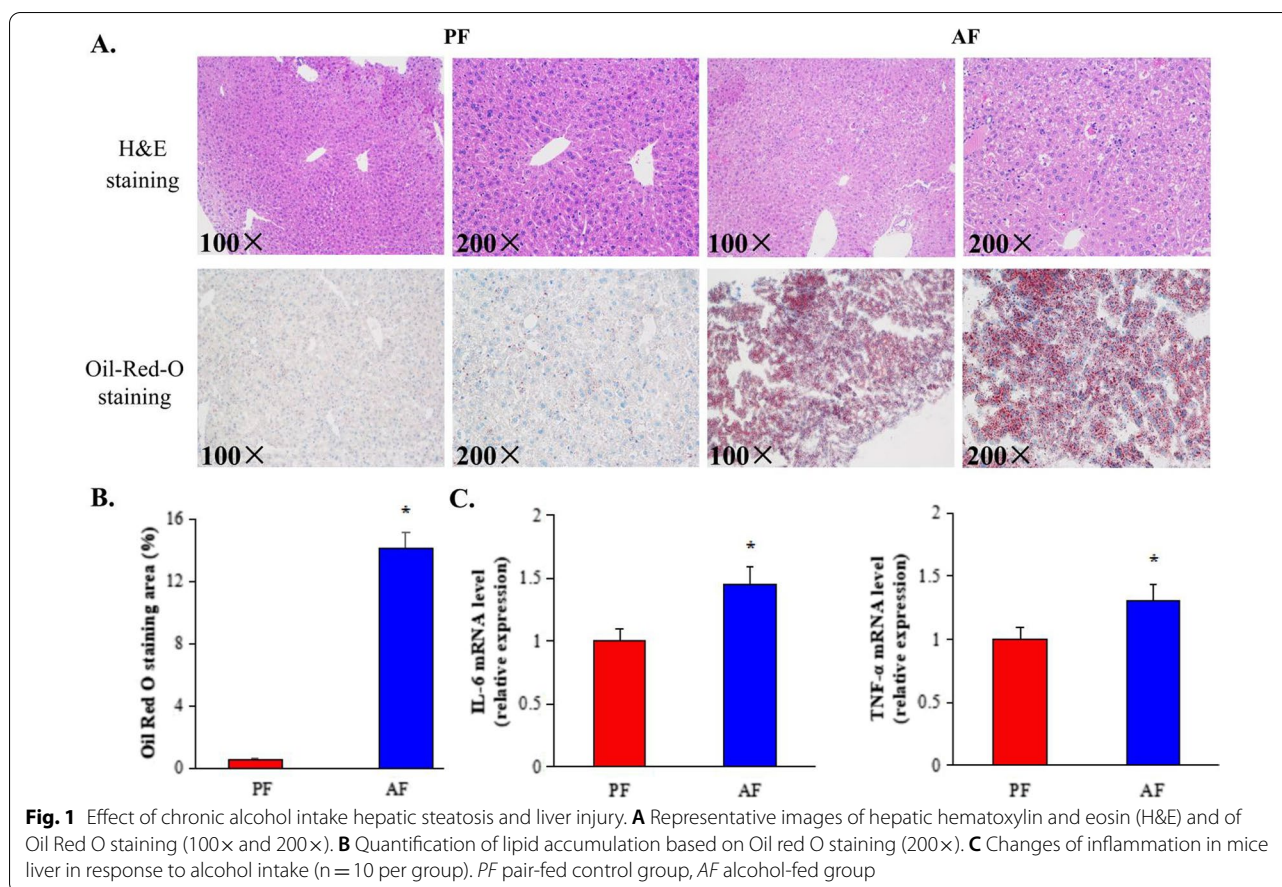 A.
PF
AF
H&E
staining
100×
200×
100×
200×
Oil-Red-O
staining
100×
200×
100×
200×
B.
Oil Red O staining area (%)
16
12
8
4
0
*
PF
AF
C.
IL-6 mRNA level
(relative expression)
2
1.5
1
0.5
0
*
PF
AF
TNF-α mRNA level
(relative expression)
2
1.5
1
0.5
0
*
PF
AF
Fig. 1 Effect of chronic alcohol intake hepatic steatosis and liver injury. A Representative images of hepatic hematoxylin and eosin (H&E) and of
Oil Red O staining (100× and 200×). B Quantification of lipid accumulation based on Oil red O staining (200×). C Changes of inflammation in mice
liver in response to alcohol intake (n = 10 per group). PF pair-fed control group, AF alcohol-fed group